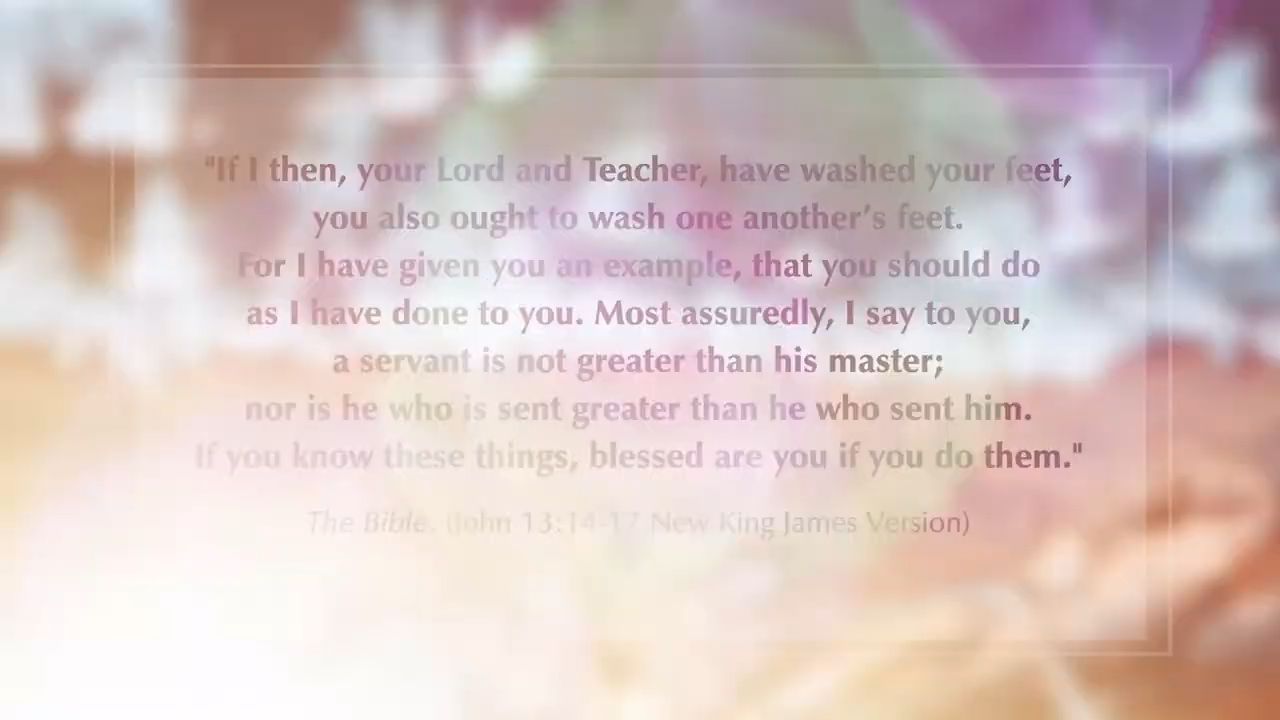 "If I then, your Lord and Teacher, have washed your feet,
you also ought to wash one another’s feet.
For I have given you an example, that you should do
as I have done to you. Most assuredly, I say to you,
a servant is not greater than his master;
nor is he who is sent greater than he who sent him.
If you know these things, blessed are you if you do them."
The Bible. (John 13:14-17 New King James Version)